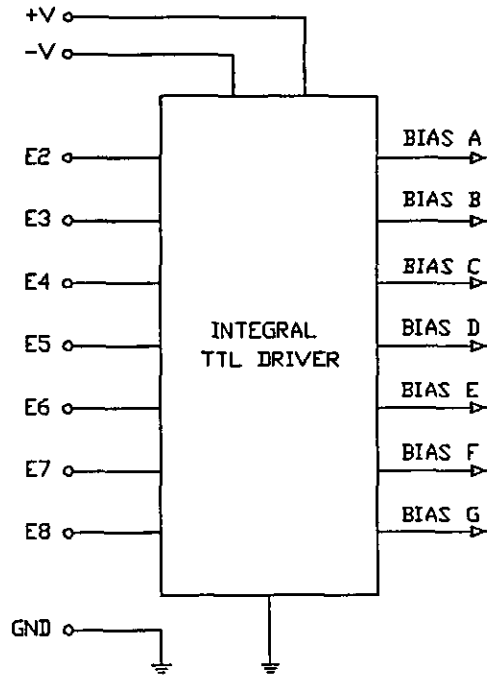 +V
-V
E2
BIAS A
E3
BIAS B
E4
BIAS C
E5
INTEGRAL
TTL DRIVER
BIAS D
E6
BIAS E
E7
BIAS F
E8
BIAS G
GND